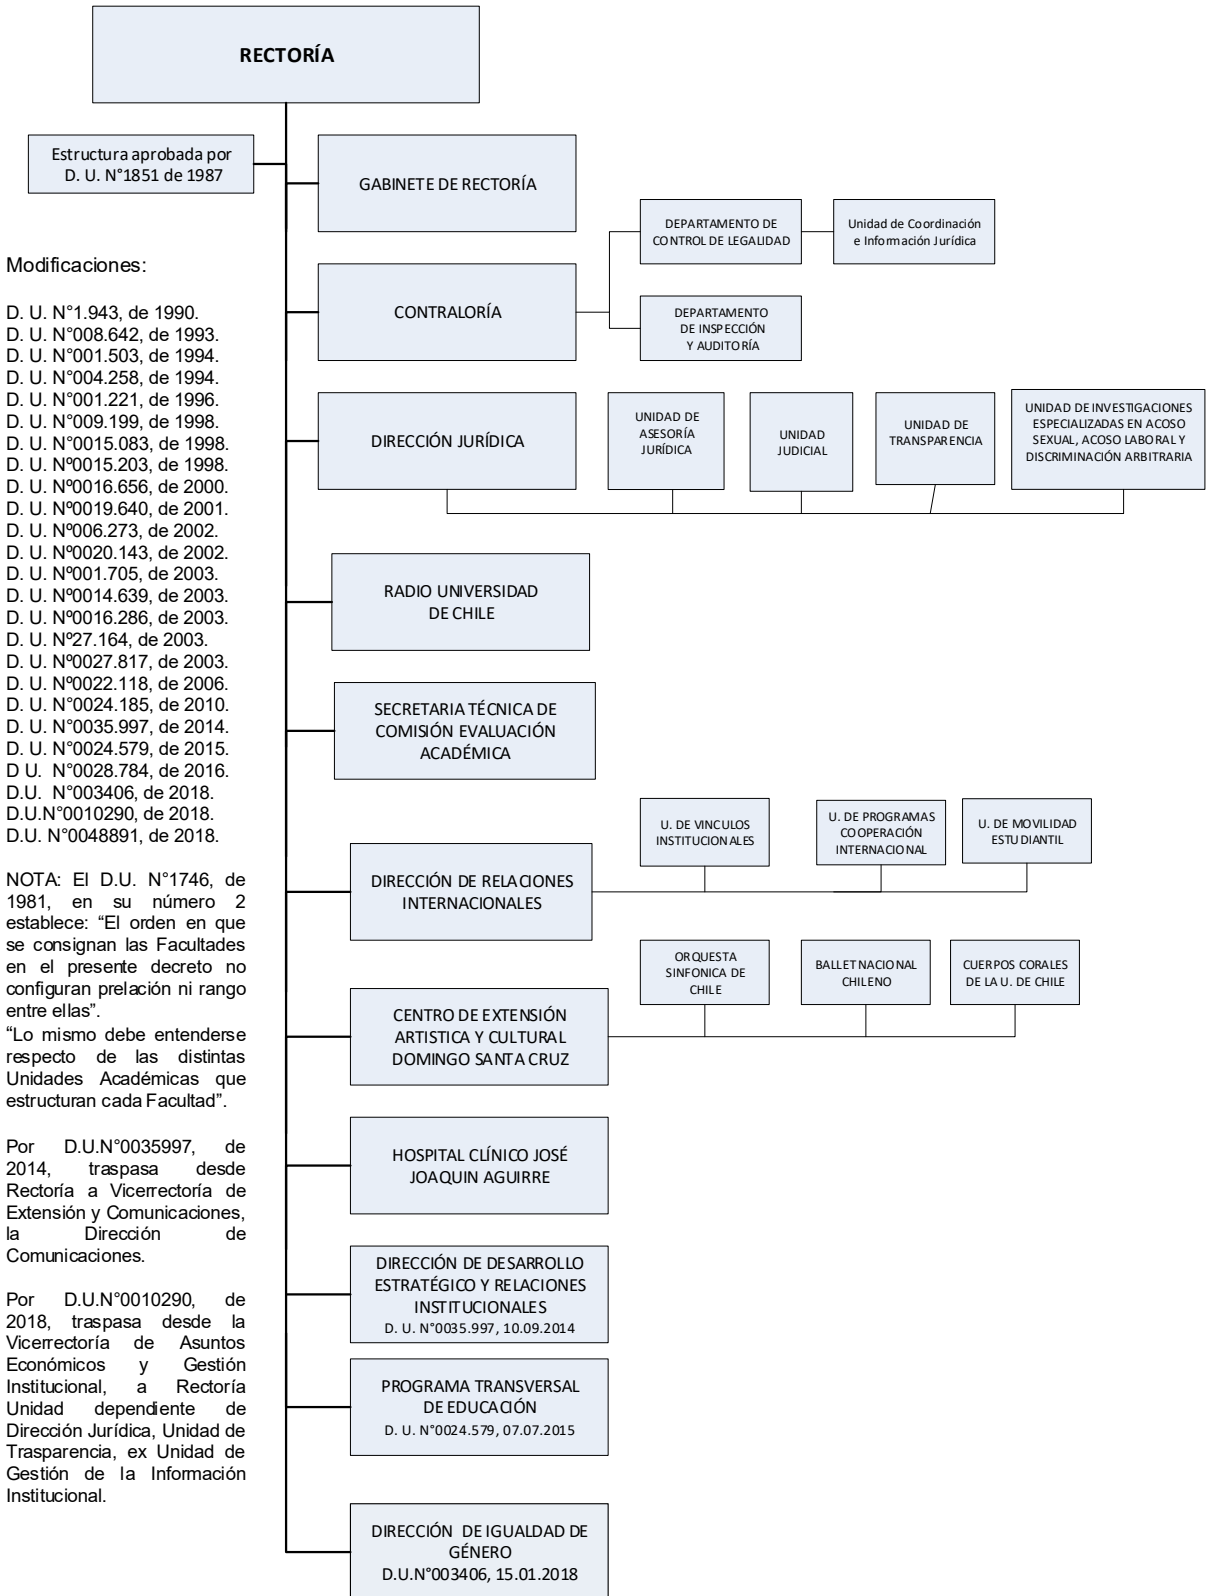 RECTORÍA
Estructura aprobada por
D. U. N°1851 de 1987
Modificaciones:
D. U. N°1.943, de 1990.
D. U. N°008.642, de 1993.
D. U. N°001.503, de 1994.
D. U. N°004.258, de 1994.
D. U. N°001.221, de 1996.
D. U. N°009.199, de 1998.
D. U. N°0015.083, de 1998.
D. U. Nº0015.203, de 1998.
D. U. Nº0016.656, de 2000.
D. U. Nº0019.640, de 2001.
D. U. Nº006.273, de 2002.
D. U. Nº0020.143, de 2002.
D. U. Nº001.705, de 2003.
D. U. Nº0014.639, de 2003.
D. U. Nº0016.286, de 2003.
D. U. Nº27.164, de 2003.
D. U. Nº0027.817, de 2003.
D. U. Nº0022.118, de 2006.
D. U. N°0024.185, de 2010.
D. U. N°0035.997, de 2014.
D. U. N°0024.579, de 2015.
D U. N°0028.784, de 2016.
D.U. N°003406, de 2018.
D.U.N°0010290, de 2018.
D.U. N°0048891, de 2018.
NOTA: El D.U. N°1746, de
1981, en su número 2
establece: “El orden en que
se consignan las Facultades
en el presente decreto no
configuran prelación ni rango
entre ellas”.
“Lo mismo debe entenderse
respecto de las distintas
Unidades Académicas que
estructuran cada Facultad”.
Por D.U.N°0035997, de
2014, traspasa desde
Rectoría a Vicerrectoría de
Extensión y Comunicaciones,
la Dirección de
Comunicaciones.
Por D.U.N°0010290, de
2018, traspasa desde la
Vicerrectoría de Asuntos
Económicos y Gestión
Institucional, a Rectoría
Unidad dependiente de
Dirección Jurídica, Unidad de
Trasparencia, ex Unidad de
Gestión de la Información
Institucional.
GABINETE DE RECTORÍA
CONTRALORÍA
DEPARTAMENTO DE
CONTROL DE LEGALIDAD
Unidad de Coordinación
e Información Jurídica
DEPARTAMENTO
DE INSPECCIÓN
Y AUDITORÍA
DIRECCIÓN JURÍDICA
UNIDAD DE
ASESORÍA
JURÍDICA
UNIDAD
JUDICIAL
UNIDAD DE
TRANSPARENCIA
UNIDAD DE INVESTIGACIONES
ESPECIALIZADAS EN ACOSO
SEXUAL, ACOSO LABORAL Y
DISCRIMINACIÓN ARBITRARIA
RADIO UNIVERSIDAD
DE CHILE
SECRETARIA TÉCNICA DE
COMISIÓN EVALUACIÓN
ACADÉMICA
DIRECCIÓN DE RELACIONES
INTERNACIONALES
U. DE VINCULOS
INSTITUCIONALES
U. DE PROGRAMAS
COOPERACIÓN
INTERNACIONAL
U. DE MOVILIDAD
ESTUDIANTIL
CENTRO DE EXTENSIÓN
ARTISTICA Y CULTURAL
DOMINGO SANTA CRUZ
ORQUESTA
SINFONICA DE
CHILE
BALLET NACIONAL
CHILENO
CUERPOS CORALES
DE LA U. DE CHILE
HOSPITAL CLÍNICO JOSÉ
JOAQUIN AGUIRRE
DIRECCIÓN DE DESARROLLO
ESTRATÉGICO Y RELACIONES
INSTITUCIONALES
D. U. N°0035.997, 10.09.2014
PROGRAMA TRANSVERSAL
DE EDUCACIÓN
D. U. N°0024.579, 07.07.2015
DIRECCIÓN DE IGUALDAD DE
GÉNERO
D.U.N°003406, 15.01.2018